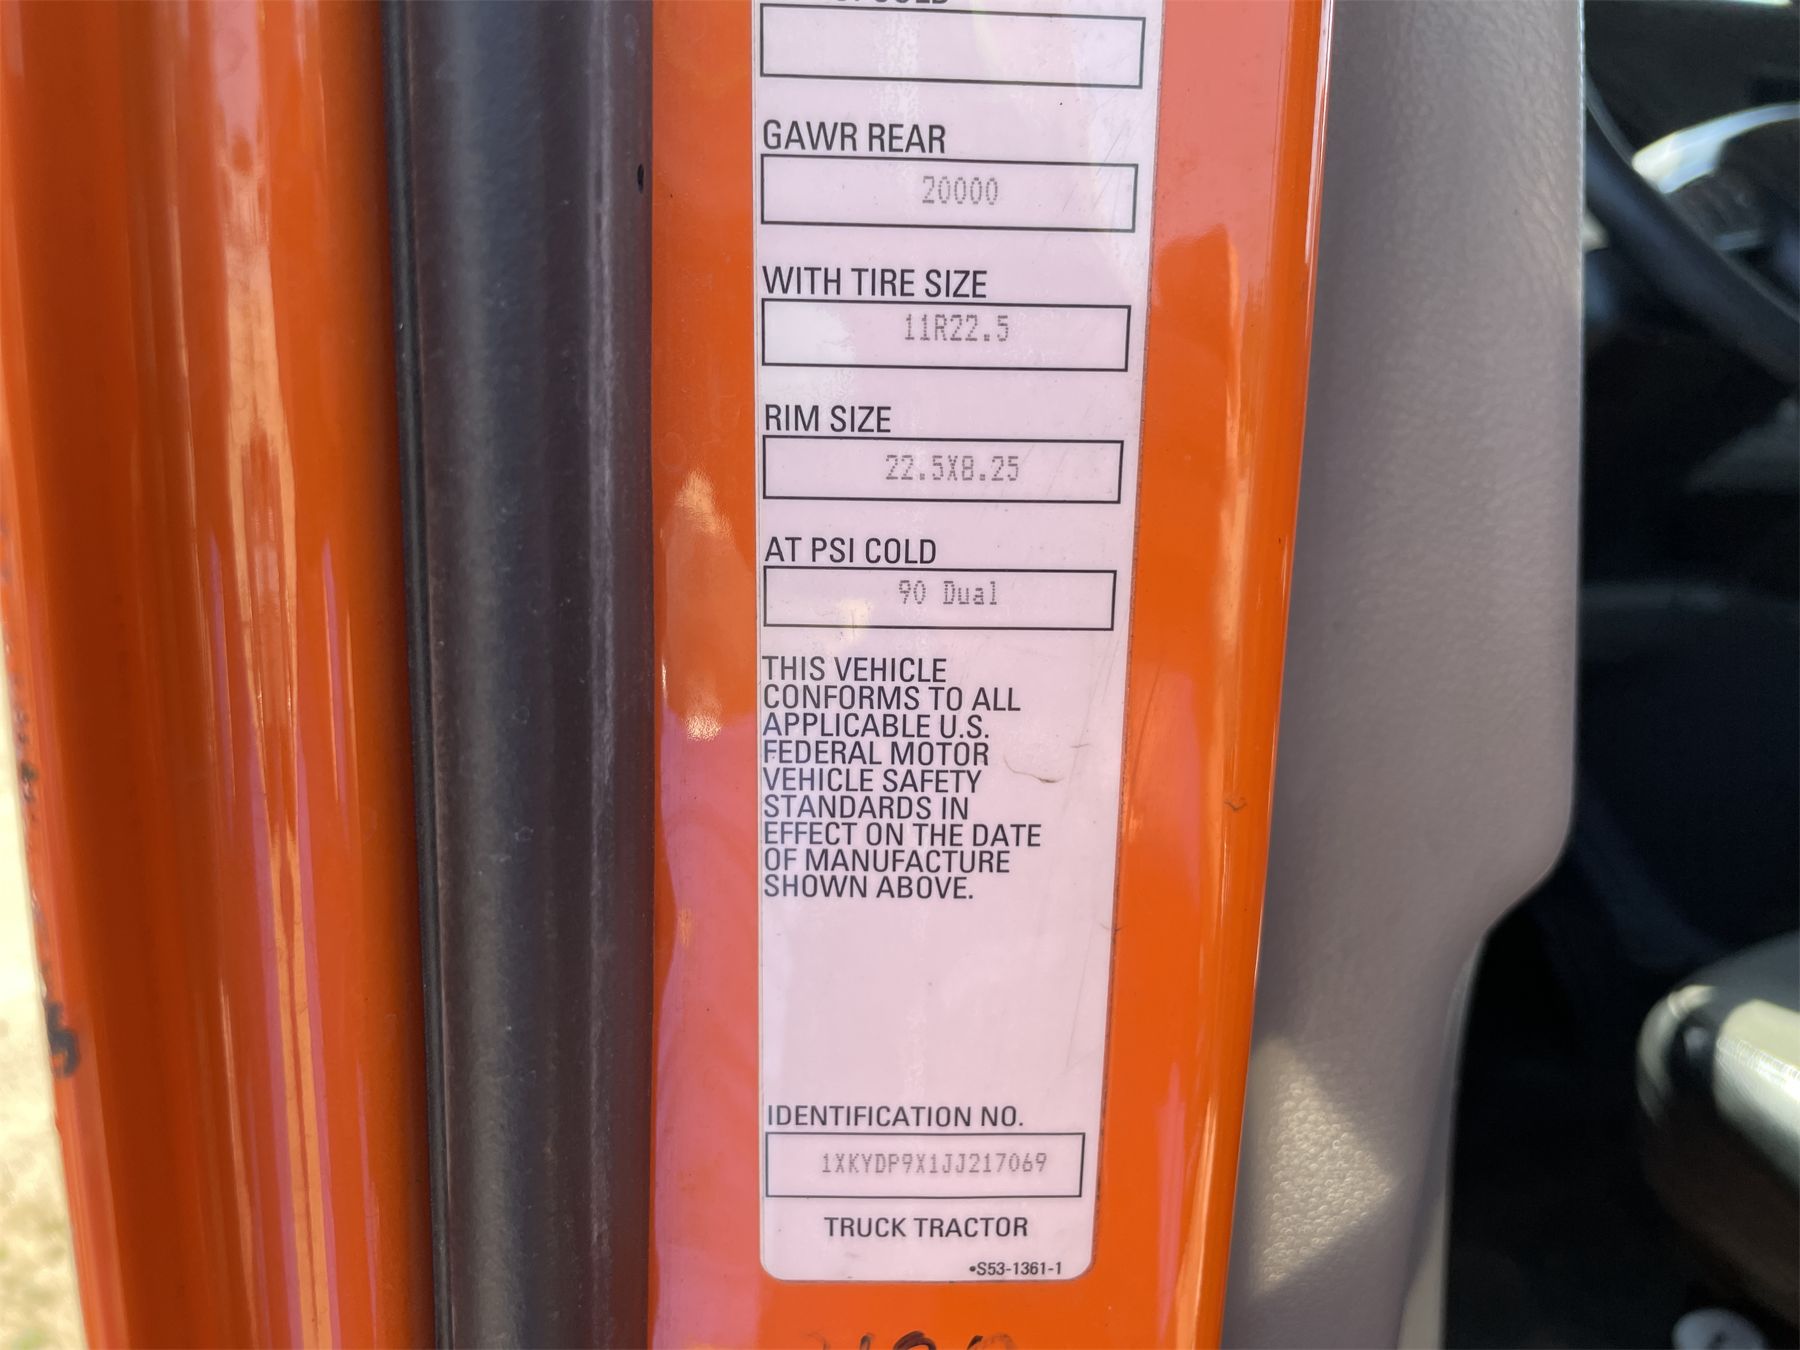 COLD
GAWR REAR
20000
WITH TIRE SIZE
11R22.5
RIM SIZE
22.5X8.25
AT PSI COLD
90 Dual
THIS VEHICLE
CONFORMS TO ALL
APPLICABLE U.S.
FEDERAL MOTOR
VEHICLE SAFETY
STANDARDS IN
EFFECT ON THE DATE
OF MANUFACTURE
SHOWN ABOVE.
IDENTIFICATION NO.
1XKYDP9X1JJ217069
TRUCK TRACTOR
•S53-1361-1